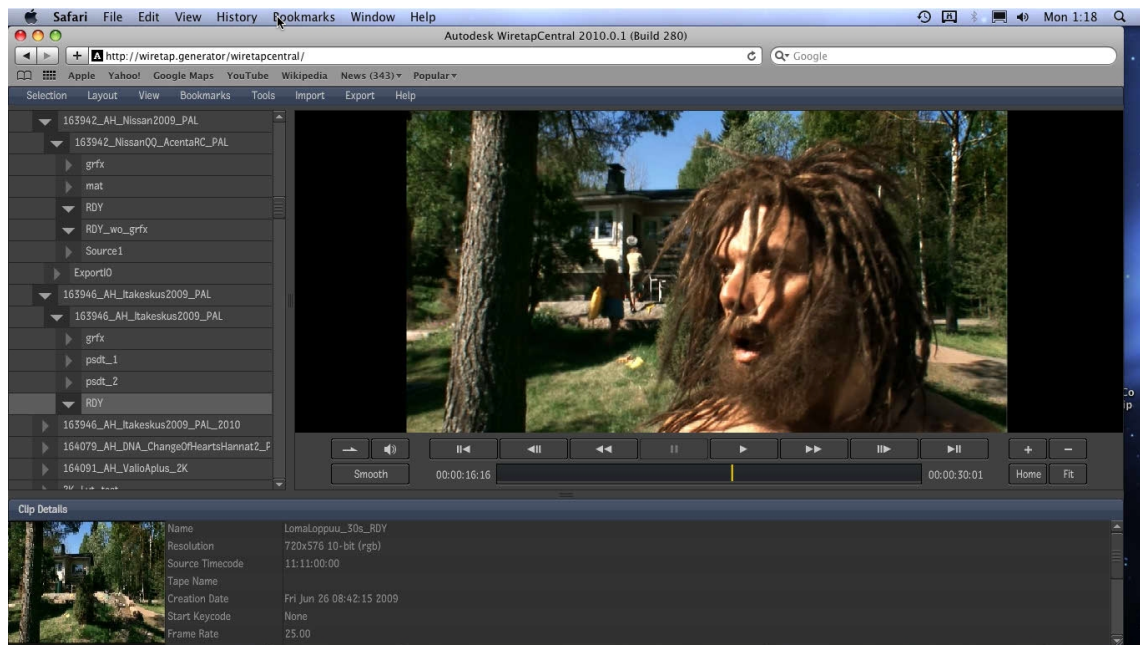 Safari File Edit View History Bookmarks Window Help Mon 1:18
Autodesk WiretapCentral 2010.0.1 (Build 280)
http://wiretap.generator/wiretapcentral/ Google
Apple Yahoo! Google Maps YouTube Wikipedia News (343) Popular
Selection Layout View Bookmarks Tools Import Export Help
163942_AH_Nissan2009_PAL
163942_NissanQQ_AcentaRC_PAL
grfx
mat
RDY
RDY_wo_grfx
Source1
ExportIO
163946_AH_Itakeskus2009_PAL
163946_AH_Itakeskus2009_PAL
grfx
psdt_1
psdt_2
RDY
163946_AH_Itakeskus2009_PAL_2010
164079_AH_DNA_ChangeOfHeartsHannat2_P
164091_AH_ValioAplus_2K
Smooth 00:00:16:16 00:00:30:01 Home Fit
Clip Details
Name LomaLoppuu_30s_RDY
Resolution 720x576 10-bit (rgb)
Source Timecode 11:11:00:00
Tape Name
Creation Date Fri Jun 26 08:42:15 2009
Start Keycode None
Frame Rate 25.00